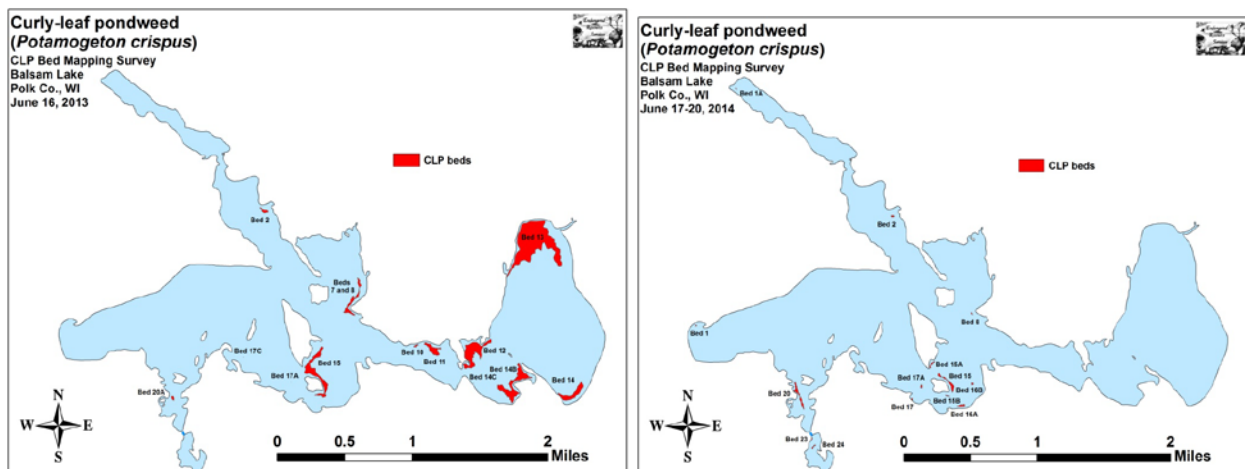 Curly-leaf pondweed
(Potamogeton crispus)
CLP Bed Mapping Survey
Balsam Lake
Polk Co., WI
June 16, 2013
CLP beds
Bed 2
Bed 13
Beds
7 and 8
Bed 10
Bed 11
Bed 12
Bed 17C
Bed 15
Bed 17A
Bed 14B
Bed 14C
Bed 14
Bed 20A
N
W E
S
0 0.5 1 2
Miles
Curly-leaf pondweed
(Potamogeton crispus)
CLP Bed Mapping Survey
Balsam Lake
Polk Co., WI
June 17-20, 2014
Bed 1A
CLP beds
Bed 2
Bed 1
Bed 15A
Bed 17A
Bed 15
Bed 16B
Bed 20
Bed 17
Bed 15B
Bed 16A
Bed 23
Bed 24
N
W E
S
0 0.5 1 2
Miles